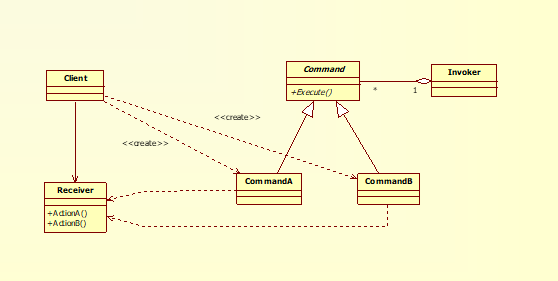 Command
Invoker
Client
+Execute()
* 1
<<create>>
<<create>>
CommandA
CommandB
Receiver
+ActionA()
+ActionB()